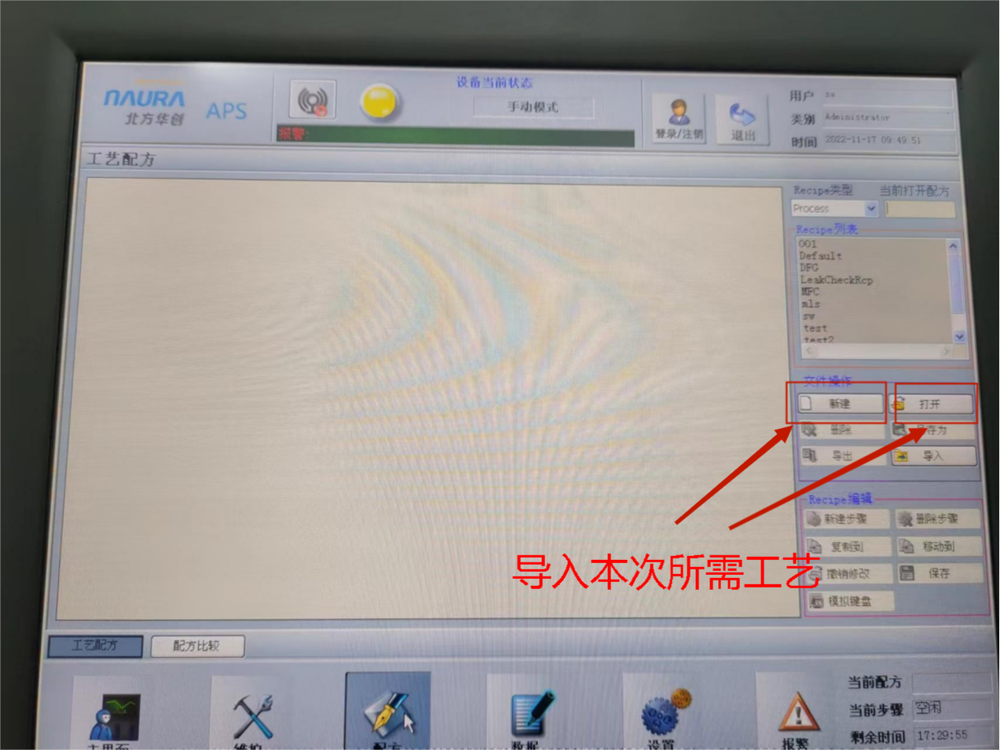 NAURA
北方华创
APS
设备当前状态
手动模式
报警:
登录/注销
退出
用户 sa
类别 Administrator
时间 2022-11-17 09:49:51
工艺配方
Recipe类型 当前打开配方
Process
Recipe列表
001
Default
DFG
LeakCheckRcp
MFC
mls
sw
test
test2
文件操作
新建 打开
删除 另存为
导出 导入
Recipe编辑
新建步骤 删除步骤
复制到 移动到
撤销修改 保存
模拟键盘
导入本次所需工艺
工艺配方 配方比较
主界面 维护 配方 数据 设置 报警
当前配方
当前步骤 空闲
剩余时间 17:29:55